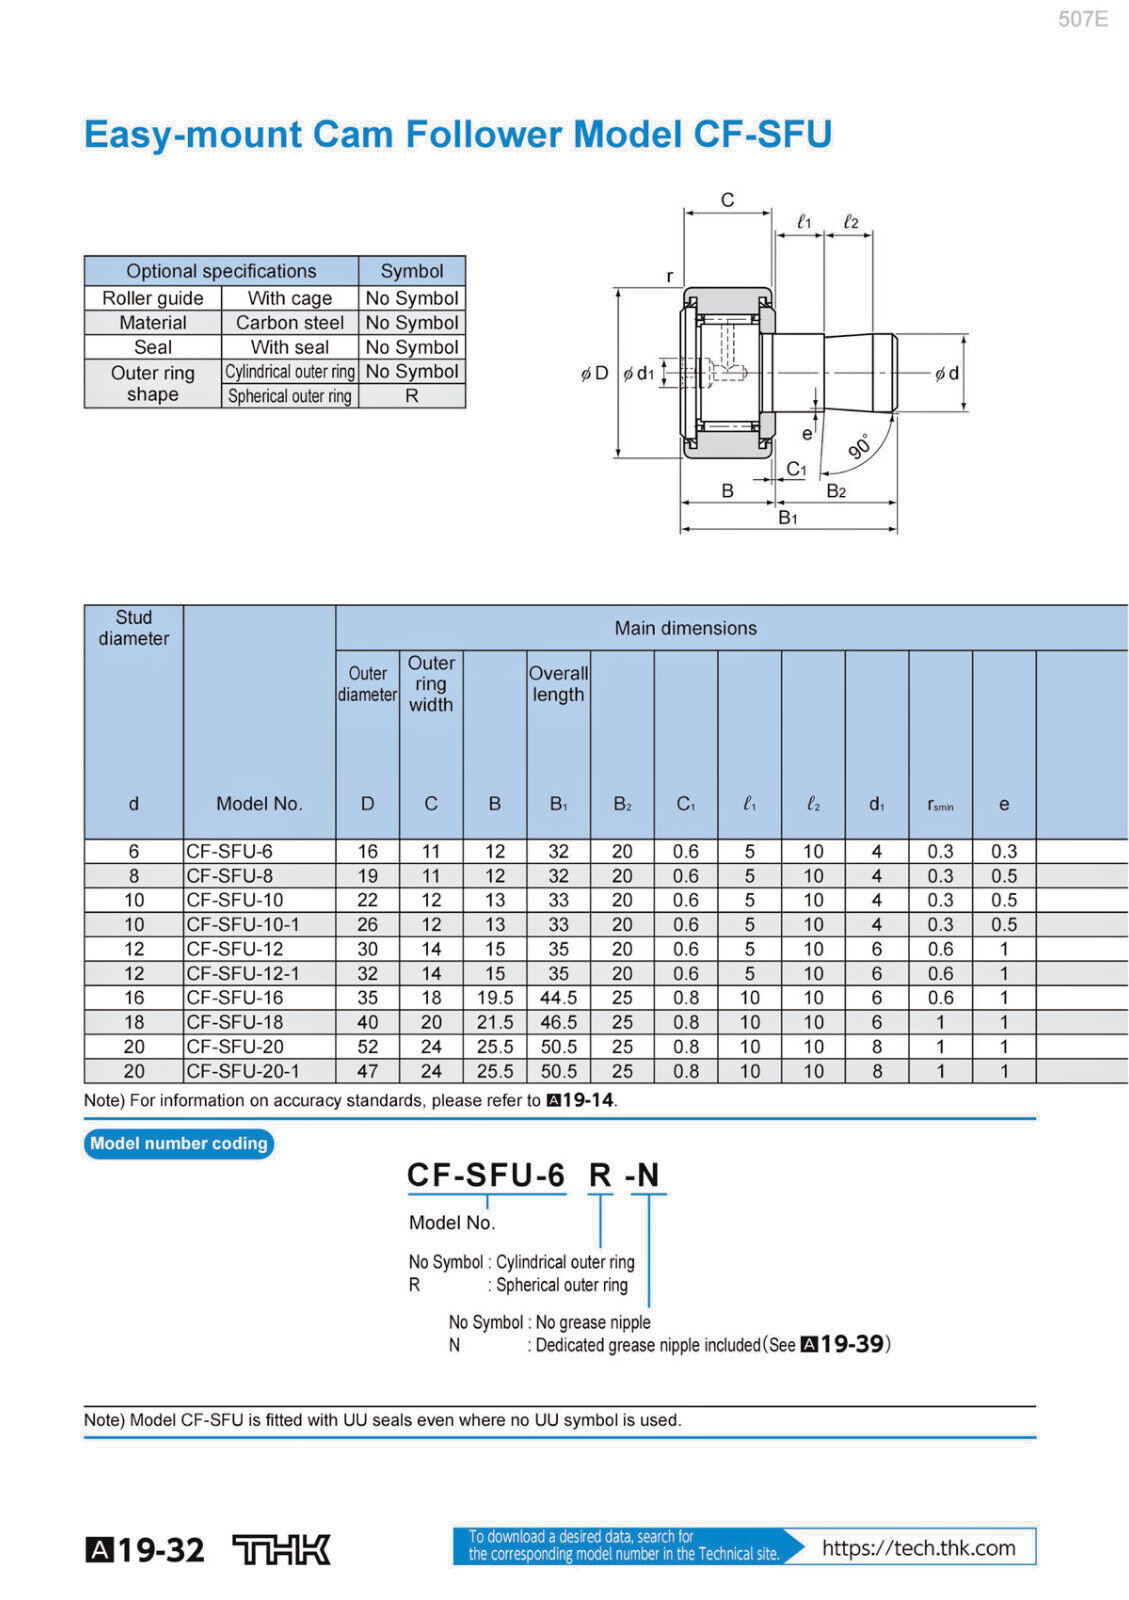 507E
Easy-mount Cam Follower Model CF-SFU
Optional specifications Symbol
Roller guide With cage No Symbol
Material Carbon steel No Symbol
Seal With seal No Symbol
Outer ring shape Cylindrical outer ring No Symbol
Spherical outer ring R
C
ℓ1 ℓ2
r
φD φd1 φd
e
90°
C1
B B2
B1
Stud diameter Main dimensions
Outer diameter Outer ring width Overall length
d Model No. D C B B1 B2 C1 ℓ1 ℓ2 d1 rsmin e
6 CF-SFU-6 16 11 12 32 20 0.6 5 10 4 0.3 0.3
8 CF-SFU-8 19 11 12 32 20 0.6 5 10 4 0.3 0.5
10 CF-SFU-10 22 12 13 33 20 0.6 5 10 4 0.3 0.5
10 CF-SFU-10-1 26 12 13 33 20 0.6 5 10 4 0.3 0.5
12 CF-SFU-12 30 14 15 35 20 0.6 5 10 6 0.6 1
12 CF-SFU-12-1 32 14 15 35 20 0.6 5 10 6 0.6 1
16 CF-SFU-16 35 18 19.5 44.5 25 0.8 10 10 6 0.6 1
18 CF-SFU-18 40 20 21.5 46.5 25 0.8 10 10 6 1 1
20 CF-SFU-20 52 24 25.5 50.5 25 0.8 10 10 8 1 1
20 CF-SFU-20-1 47 24 25.5 50.5 25 0.8 10 10 8 1 1
Note) For information on accuracy standards, please refer to A19-14.
Model number coding
CF-SFU-6 R -N
Model No.
No Symbol : Cylindrical outer ring
R : Spherical outer ring
No Symbol : No grease nipple
N : Dedicated grease nipple included (See A19-39)
Note) Model CF-SFU is fitted with UU seals even where no UU symbol is used.
A19-32 THK
To download a desired data, search for
the corresponding model number in the Technical site.
https://tech.thk.com